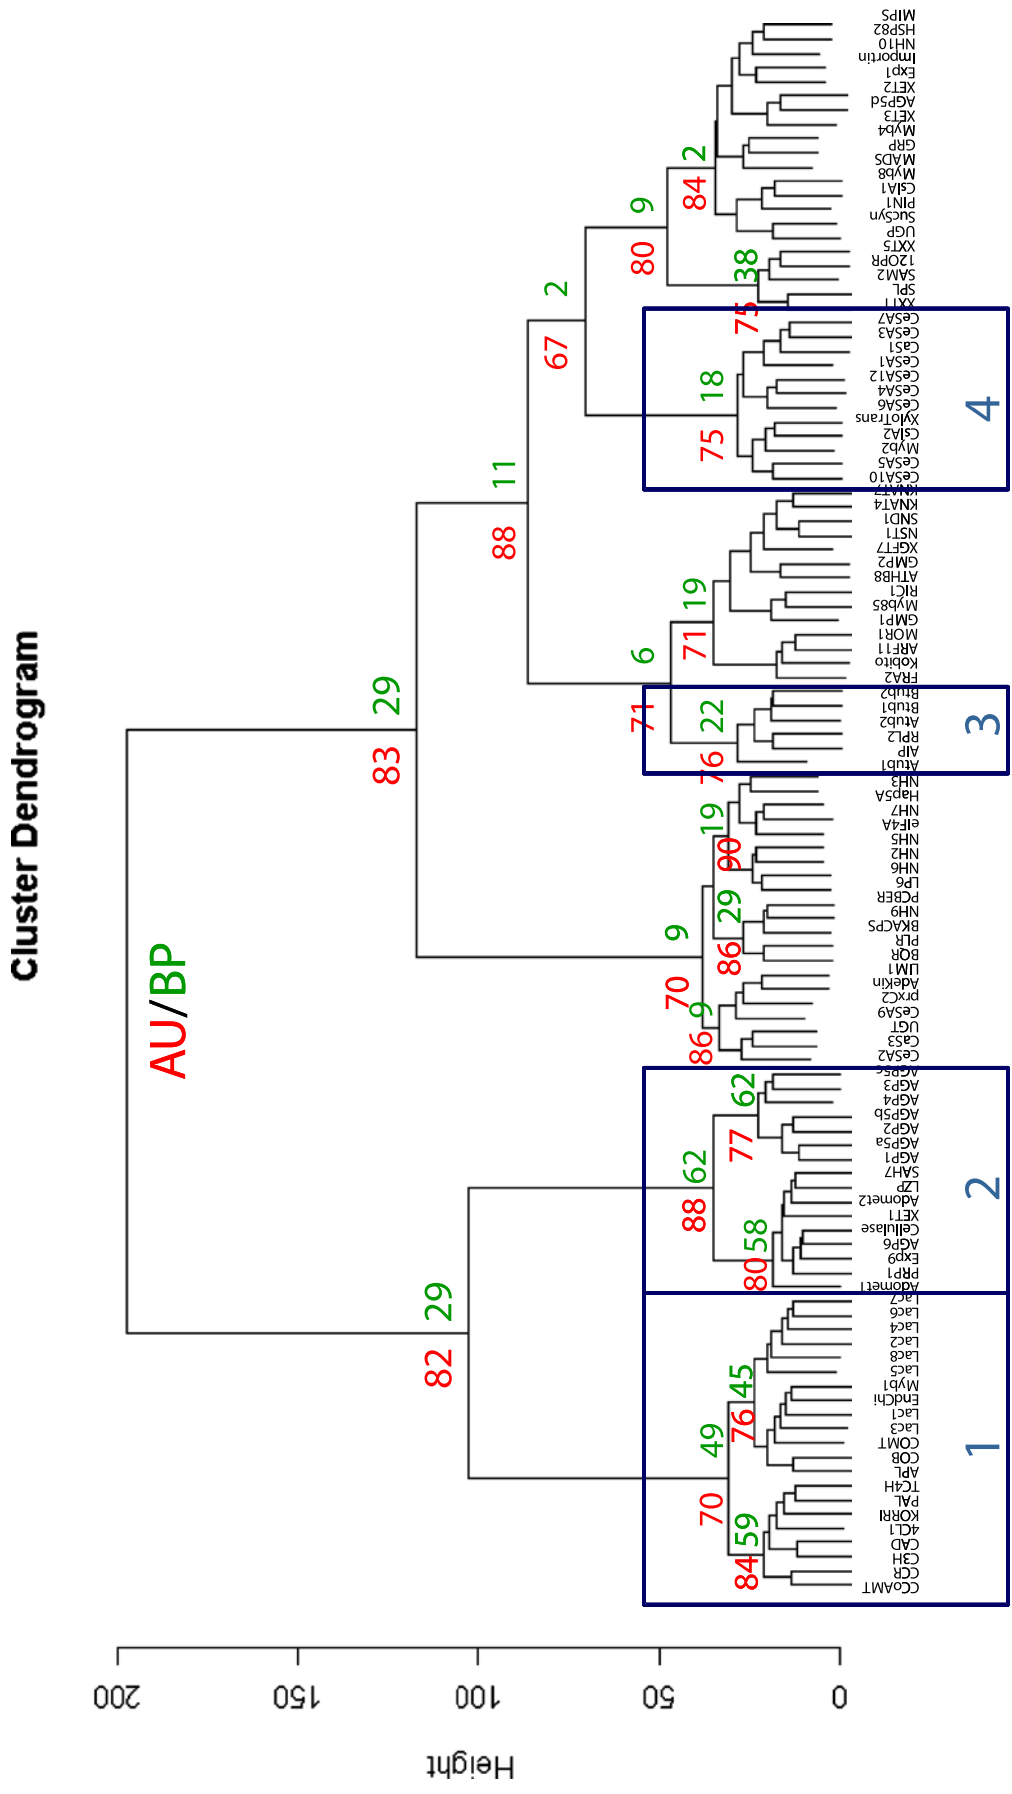 Cluster Dendrogram
AU/BP
83 29
82 29
88 11
67 2
80 9
84 2
75 38
75 18
71 6
71 19
76 22
70 9
90 19
86 29
86 9
88 62
77 62
80 58
70 49
76 45
84 59
MIPS
HSP82
NH10
Importin
Exp1
XET2
AGP5d
XET3
Myb4
GRP
MADS
Myb8
CslA1
PIN1
SucSyn
UGP
XXT5
12OPR
SAM2
SPL
XXT1
CeSA7
CeSA3
CaS1
CeSA1
CeSA12
CeSA4
CeSA6
XyloTrans
CslA2
Myb2
CeSA5
CeSA10
KNAT7
KNAT4
SND1
NST1
XGFT7
GMP2
ATHB8
RIC1
Myb85
GMP1
MOR1
ARF11
Kobito
FRA2
Btub2
Btub1
Atub2
RPL2
AIP
Atub1
NH3
Hap5A
NH7
eIF4A
NH5
NH2
NH6
LP6
PCBER
NH9
BKACPS
PLR
BQR
LIM1
AdeKin
prxC2
CeSA9
UGT
CaS3
CeSA2
AGP5c
AGP3
AGP4
AGP5b
AGP2
AGP5a
AGP1
SAH7
LZP
Adomet2
XET1
Cellulase
AGP6
Exp9
PRP1
Adomet1
Lac7
Lac6
Lac4
Lac2
Lac8
Lac5
Myb1
EndChi
Lac1
Lac3
COMT
COB
APL
TC4H
PAL
KORRI
4CL1
CAD
C3H
CCR
CCoAMT
4
3
2
1
200 150 100 50 0
Height